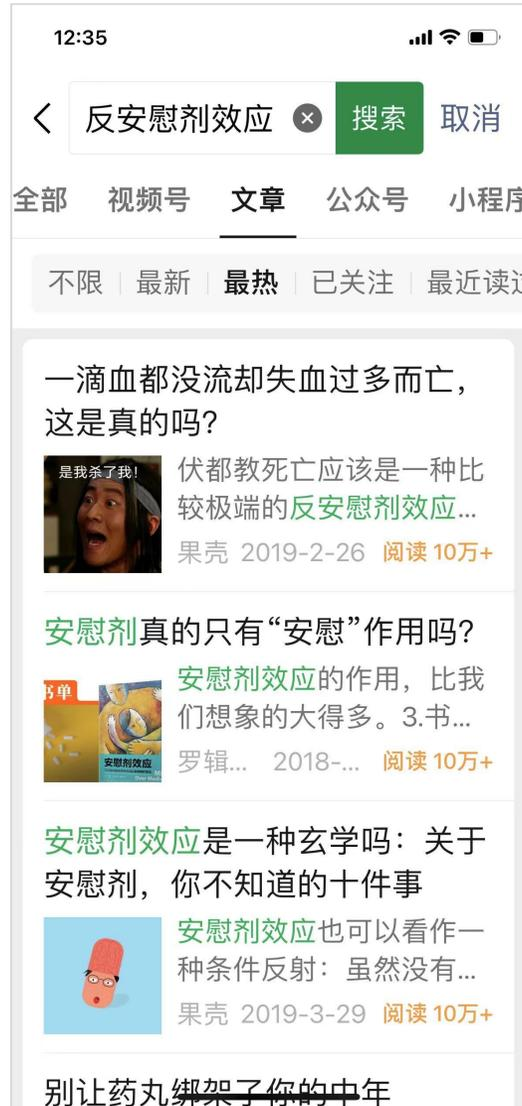 12:35
反安慰剂效应 搜索 取消
全部 视频号 文章 公众号 小程序
不限 最新 最热 已关注 最近读过
一滴血都没流却失血过多而亡，
这是真的吗？
是我杀了我！
伏都教死亡应该是一种比
较极端的反安慰剂效应...
果壳 2019-2-26 阅读 10万+
安慰剂真的只有“安慰”作用吗？
书单
安慰剂效应
安慰剂效应的作用，比我
们想象的大得多。3.书...
罗辑... 2018-... 阅读 10万+
安慰剂效应是一种玄学吗：关于
安慰剂，你不知道的十件事
安慰剂效应也可以看作一
种条件反射：虽然没有...
果壳 2019-3-29 阅读 10万+
别让药丸绑架了你的中年